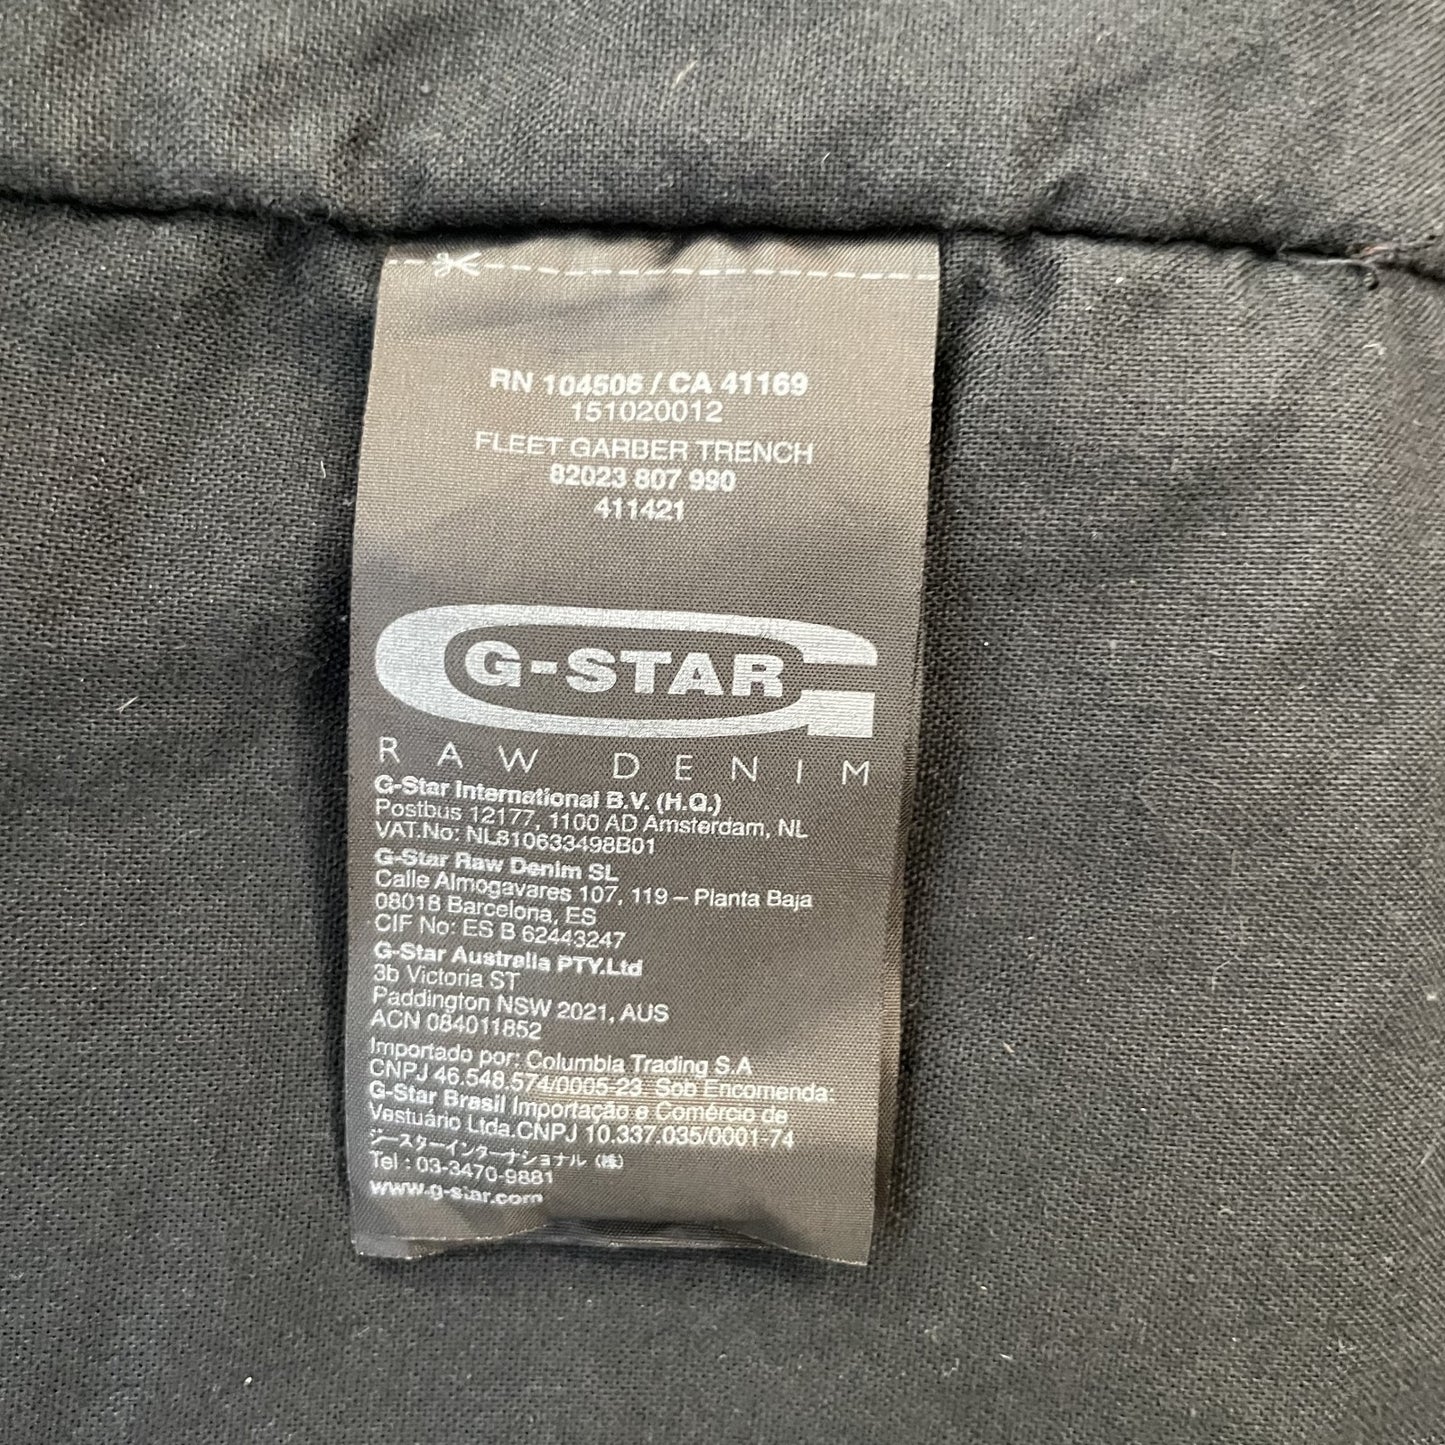 RN 104506 / CA 41169
151020012
FLEET GARBER TRENCH
82023 807 990
411421
G-STAR
RAW DENIM
G-Star International B.V. (H.Q.)
Postbus 12177, 1100 AD Amsterdam, NL
VAT.No: NL810633498B01
G-Star Raw Denim SL
Calle Almogavares 107, 119 – Planta Baja
08018 Barcelona, ES
CIF No: ES B 62443247
G-Star Australia PTY.Ltd
3b Victoria ST
Paddington NSW 2021, AUS
ACN 084011852
Importado por: Columbia Trading S.A
CNPJ 46.548.574/0005-23. Sob Encomenda:
G-Star Brasil Importação e Comércio de
Vestuário Ltda.CNPJ 10.337.035/0001-74
ジースターインターナショナル（株）
Tel : 03-3470-9881
www.g-star.com